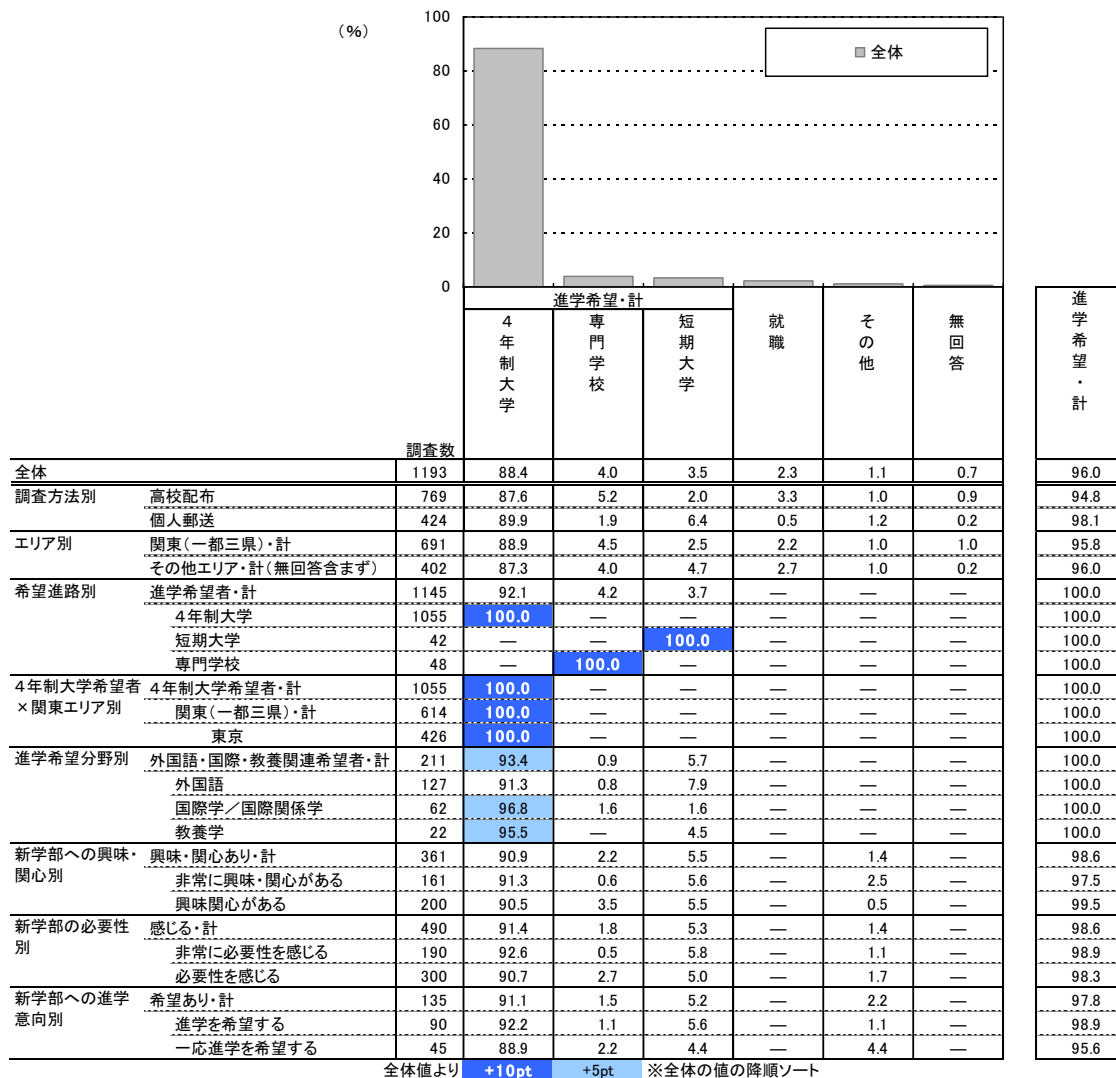 (%)
100
80
60
40
20
0
全体
進学希望・計
4年制大学
専門学校
短期大学
就職
その他
無回答
進学希望・計
調査数
全体 1193 88.4 4.0 3.5 2.3 1.1 0.7 96.0
調査方法別 高校配布 769 87.6 5.2 2.0 3.3 1.0 0.9 94.8
個人郵送 424 89.9 1.9 6.4 0.5 1.2 0.2 98.1
エリア別 関東(一都三県)・計 691 88.9 4.5 2.5 2.2 1.0 1.0 95.8
その他エリア・計(無回答含まず) 402 87.3 4.0 4.7 2.7 1.0 0.2 96.0
希望進路別 進学希望者・計 1145 92.1 4.2 3.7 — — — 100.0
4年制大学 1055 100.0 — — — — — 100.0
短期大学 42 — — 100.0 — — — 100.0
専門学校 48 — 100.0 — — — — 100.0
4年制大学希望者 4年制大学希望者・計 1055 100.0 — — — — — 100.0
×関東エリア別 関東(一都三県)・計 614 100.0 — — — — — 100.0
東京 426 100.0 — — — — — 100.0
進学希望分野別 外国語・国際・教養関連希望者・計 211 93.4 0.9 5.7 — — — 100.0
外国語 127 91.3 0.8 7.9 — — — 100.0
国際学/国際関係学 62 96.8 1.6 1.6 — — — 100.0
教養学 22 95.5 — 4.5 — — — 100.0
新学部への興味・ 興味・関心あり・計 361 90.9 2.2 5.5 — 1.4 — 98.6
関心別 非常に興味・関心がある 161 91.3 0.6 5.6 — 2.5 — 97.5
興味関心がある 200 90.5 3.5 5.5 — 0.5 — 99.5
新学部の必要性 感じる・計 490 91.4 1.8 5.3 — 1.4 — 98.6
別 非常に必要性を感じる 190 92.6 0.5 5.8 — 1.1 — 98.9
必要性を感じる 300 90.7 2.7 5.0 — 1.7 — 98.3
新学部への進学 希望あり・計 135 91.1 1.5 5.2 — 2.2 — 97.8
意向別 進学を希望する 90 92.2 1.1 5.6 — 1.1 — 98.9
一応進学を希望する 45 88.9 2.2 4.4 — 4.4 — 95.6
全体値より +10pt +5pt ※全体の値の降順ソート